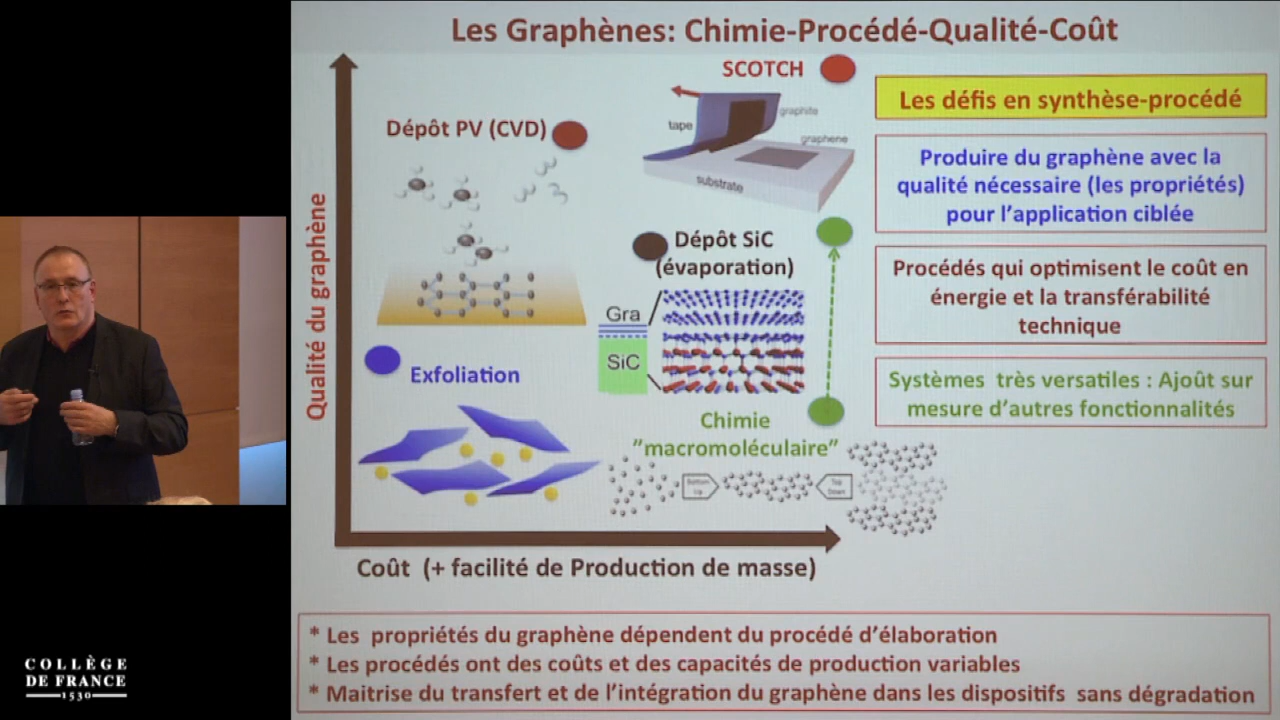 Les Graphènes: Chimie-Procédé-Qualité-Coût
SCOTCH
Dépôt PV (CVD)
tape
graphite
graphene
substrate
Qualité du graphène
Dépôt SiC
(évaporation)
Gra
SiC
Exfoliation
Chimie
”macromoléculaire”
Bottom
Up
Top
Down
Coût (+ facilité de Production de masse)
Les défis en synthèse-procédé
Produire du graphène avec la
qualité nécessaire (les propriétés)
pour l’application ciblée
Procédés qui optimisent le coût en
énergie et la transférabilité
technique
Systèmes très versatiles : Ajoût sur
mesure d’autres fonctionnalités
* Les propriétés du graphène dépendent du procédé d’élaboration
* Les procédés ont des coûts et des capacités de production variables
* Maitrise du transfert et de l’intégration du graphène dans les dispositifs sans dégradation
COLLÈGE
DE FRANCE
1530